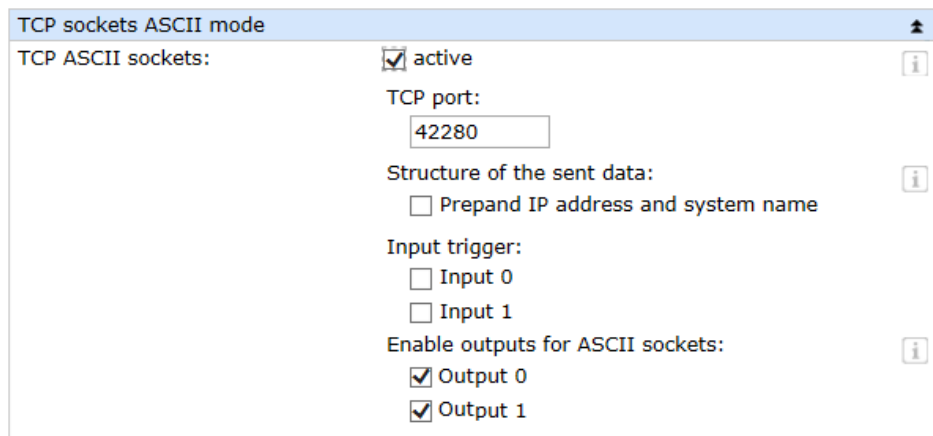 TCP sockets ASCII mode
TCP ASCII sockets: active
TCP port:
42280
Structure of the sent data:
Prepand IP address and system name
Input trigger:
Input 0
Input 1
Enable outputs for ASCII sockets:
Output 0
Output 1